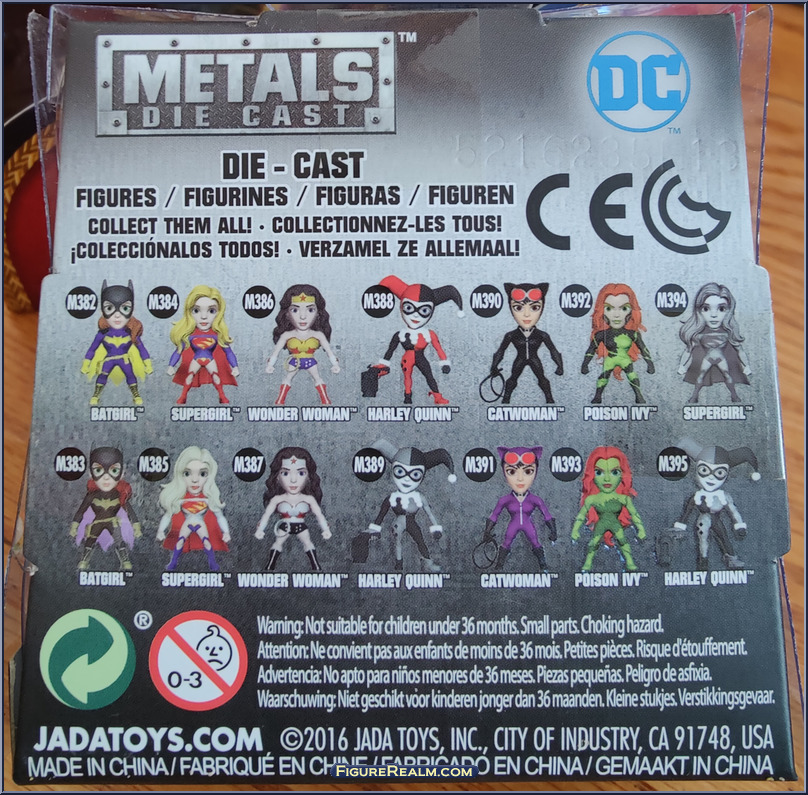 METALS™
DIE CAST
DC™
DIE - CAST
FIGURES / FIGURINES / FIGURAS / FIGUREN
COLLECT THEM ALL! · COLLECTIONNEZ-LES TOUS!
¡COLECCIÓNALOS TODOS! · VERZAMEL ZE ALLEMAAL!
CE
M382 M384 M386 M388 M390 M392 M394
BATGIRL™ SUPERGIRL™ WONDER WOMAN™ HARLEY QUINN™ CATWOMAN™ POISON IVY™ SUPERGIRL™
M383 M385 M387 M389 M391 M393 M395
BATGIRL™ SUPERGIRL™ WONDER WOMAN™ HARLEY QUINN™ CATWOMAN™ POISON IVY™ HARLEY QUINN™
®
0-3
Warning: Not suitable for children under 36 months. Small parts. Choking hazard.
Attention: Ne convient pas aux enfants de moins de 36 mois. Petites pièces. Risque d'étouffement.
Advertencia: No apto para niños menores de 36 meses. Piezas pequeñas. Peligro de asfixia.
Waarschuwing: Niet geschikt voor kinderen jonger dan 36 maanden. Kleine stukjes. Verstikkingsgevaar.
JADATOYS.COM ©2016 JADA TOYS, INC., CITY OF INDUSTRY, CA 91748, USA
MADE IN CHINA / FABRIQUÉ EN CHINE / FABRICADO EN CHINA / GEMAAKT IN CHINA
FIGUREREALM.COM